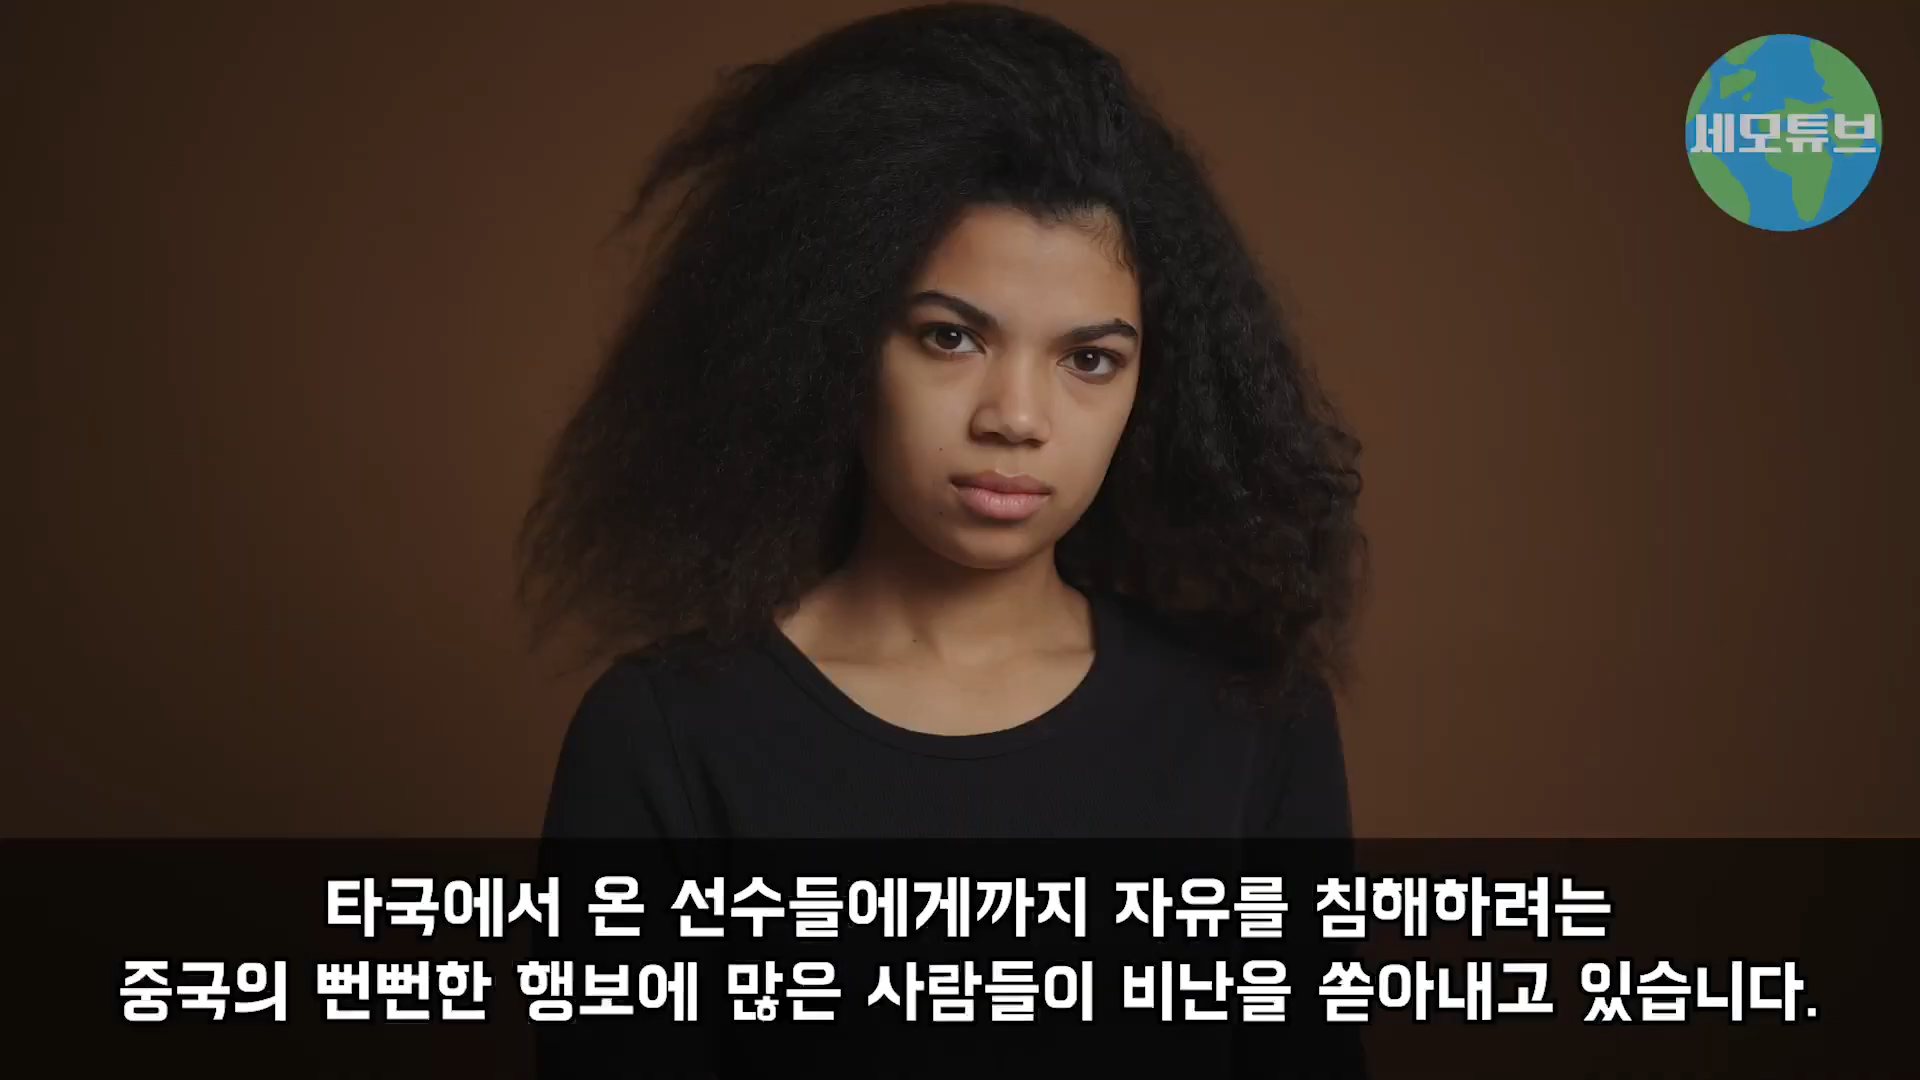 세모튜브
타국에서 온 선수들에게까지 자유를 침해하려는
중국의 뻔뻔한 행보에 많은 사람들이 비난을 쏟아내고 있습니다.